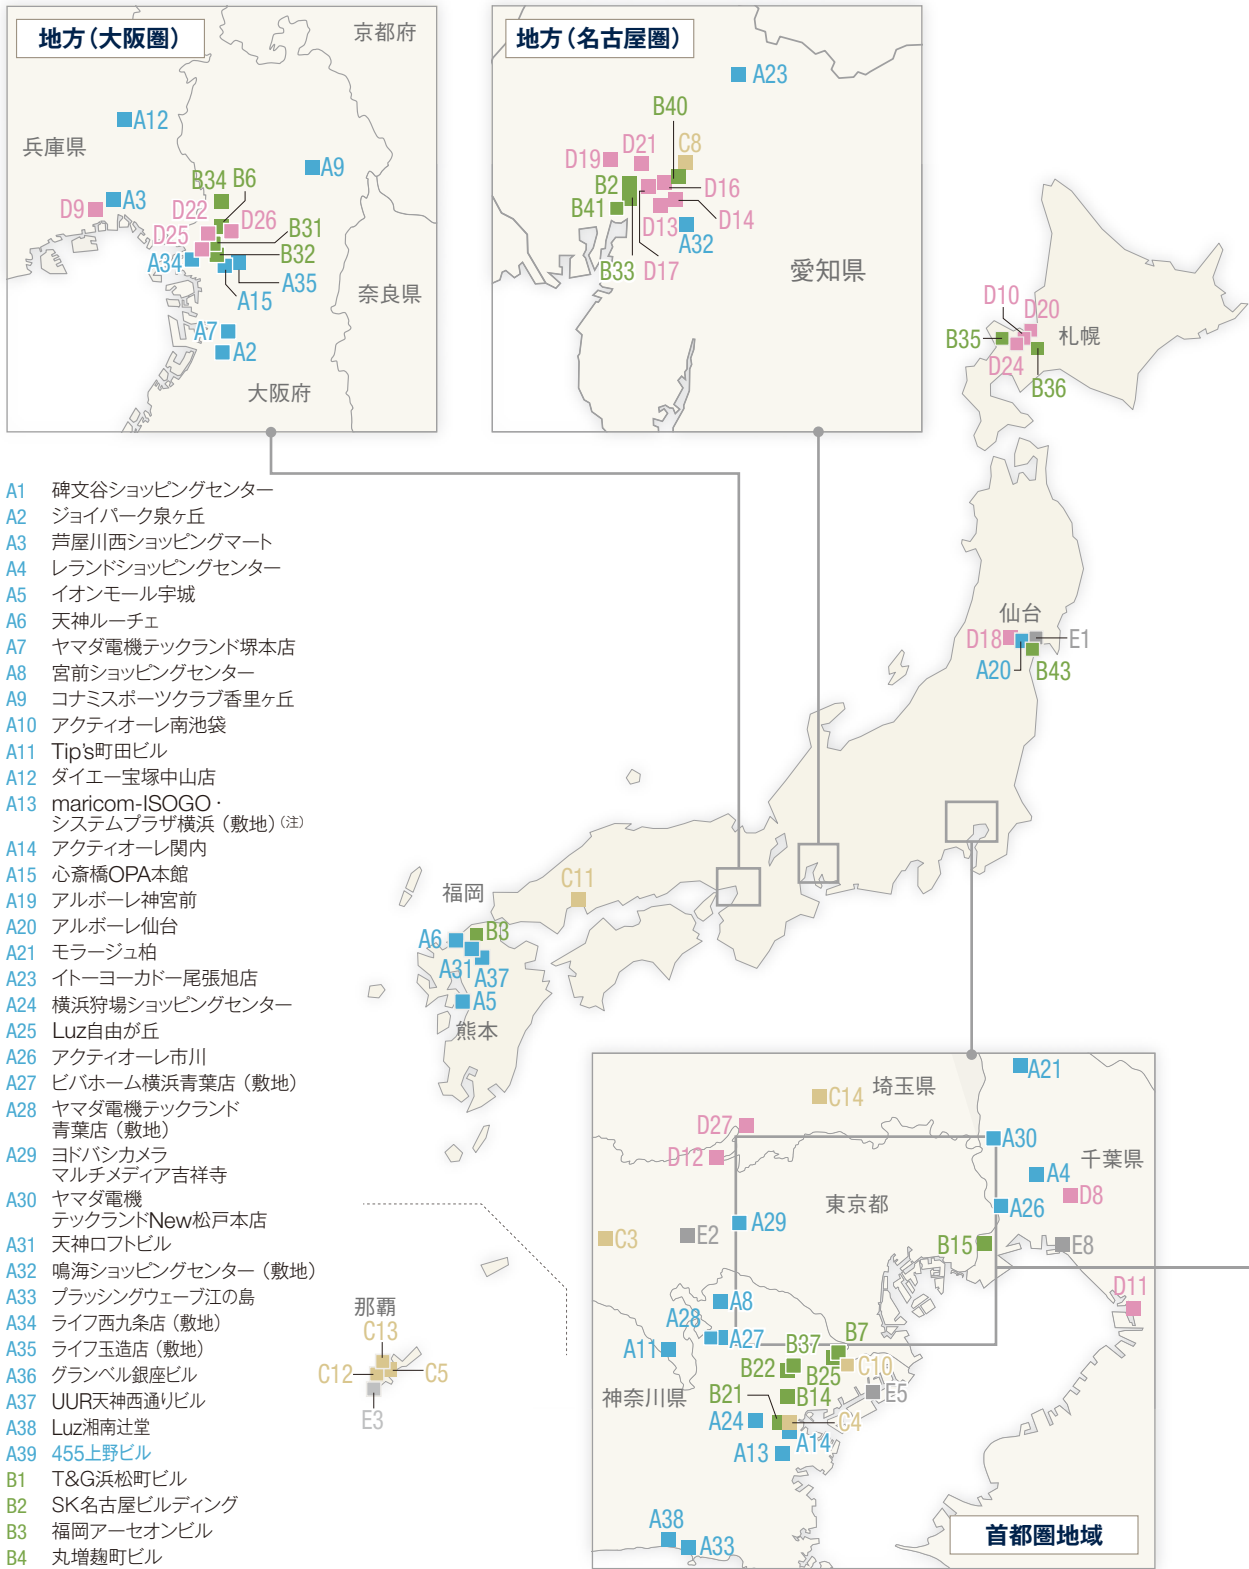 地方（大阪圏）
京都府
A12
兵庫県
A9
B34
B6
A3
D9
D22
D26
D25
B31
B32
A34
A35
A15
奈良県
A7
A2
大阪府
地方（名古屋圏）
A23
B40
D21
C8
D19
B2
D16
B41
D14
D13
A32
B33
D17
愛知県
D10
D20
B35
札幌
D24
B36
仙台
D18
E1
A20
B43
C11
福岡
A6
B3
A31
A37
A5
熊本
那覇
C13
C12
C5
E3
A21
C14
埼玉県
D27
A30
D12
千葉県
A4
D8
東京都
A26
A29
C3
E2
B15
E8
D11
A8
A28
A27
A11
B37
B7
B22
B25
C10
神奈川県
B21
B14
E5
A24
C4
A14
A13
A38
A33
首都圏地域
A1 碑文谷ショッピングセンター
A2 ジョイパーク泉ヶ丘
A3 芦屋川西ショッピングマート
A4 レランドショッピングセンター
A5 イオンモール宇城
A6 天神ルーチェ
A7 ヤマダ電機テックランド堺本店
A8 宮前ショッピングセンター
A9 コナミスポーツクラブ香里ヶ丘
A10 アクティオーレ南池袋
A11 Tip's町田ビル
A12 ダイエー宝塚中山店
A13 maricom-ISOGO・
システムプラザ横浜（敷地）(注)
A14 アクティオーレ関内
A15 心斎橋OPA本館
A19 アルボーレ神宮前
A20 アルボーレ仙台
A21 モラージュ柏
A23 イトーヨーカドー尾張旭店
A24 横浜狩場ショッピングセンター
A25 Luz自由が丘
A26 アクティオーレ市川
A27 ビバホーム横浜青葉店（敷地）
A28 ヤマダ電機テックランド
青葉店（敷地）
A29 ヨドバシカメラ
マルチメディア吉祥寺
A30 ヤマダ電機
テックランドNew松戸本店
A31 天神ロフトビル
A32 鳴海ショッピングセンター（敷地）
A33 プラッシングウェーブ江の島
A34 ライフ西九条店（敷地）
A35 ライフ玉造店（敷地）
A36 グランベル銀座ビル
A37 UUR天神西通りビル
A38 Luz湘南辻堂
A39 455上野ビル
B1 T&G浜松町ビル
B2 SK名古屋ビルディング
B3 福岡アーセオンビル
B4 丸増麹町ビル